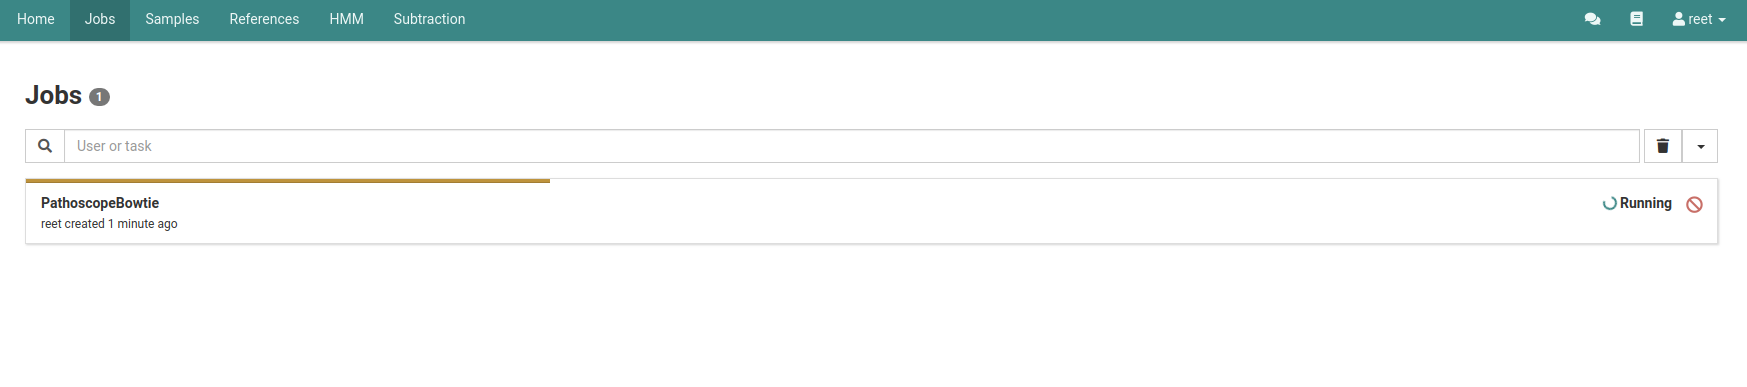 Home Jobs Samples References HMM Subtraction reet
Jobs 1
User or task
PathoscopeBowtie Running
reet created 1 minute ago